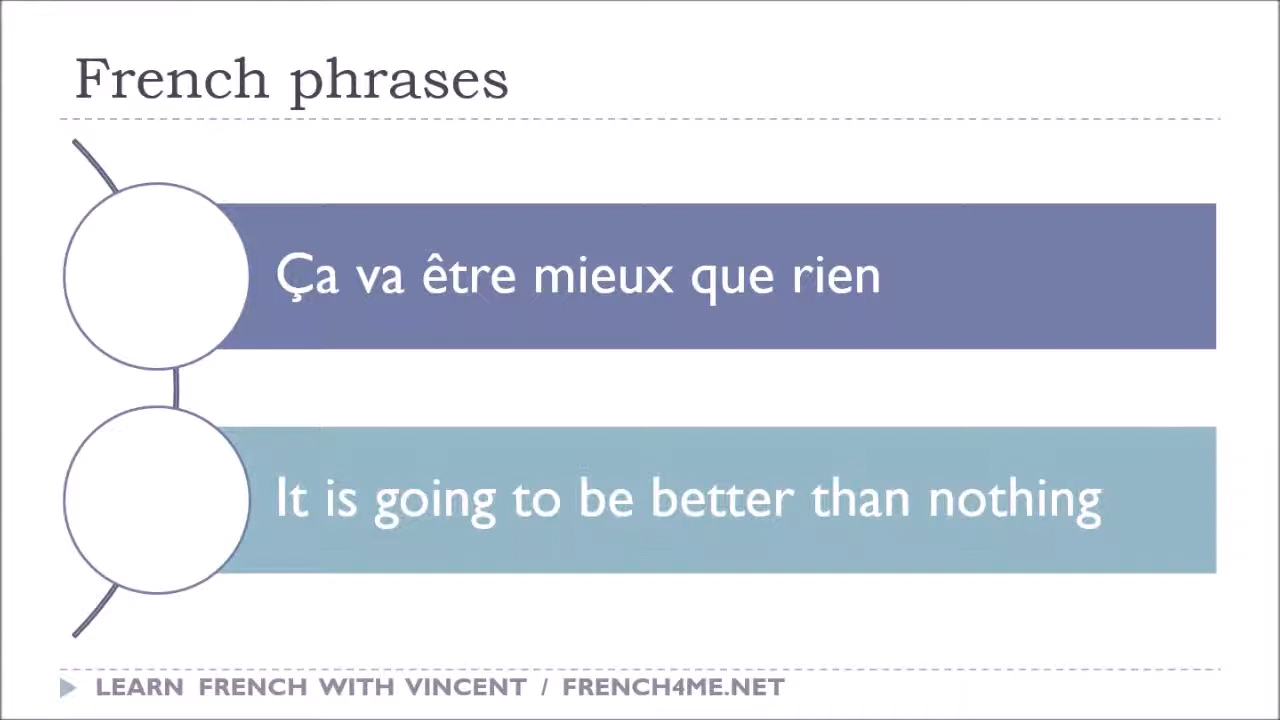 French phrases
Ça va être mieux que rien
It is going to be better than nothing
LEARN FRENCH WITH VINCENT / FRENCH4ME.NET